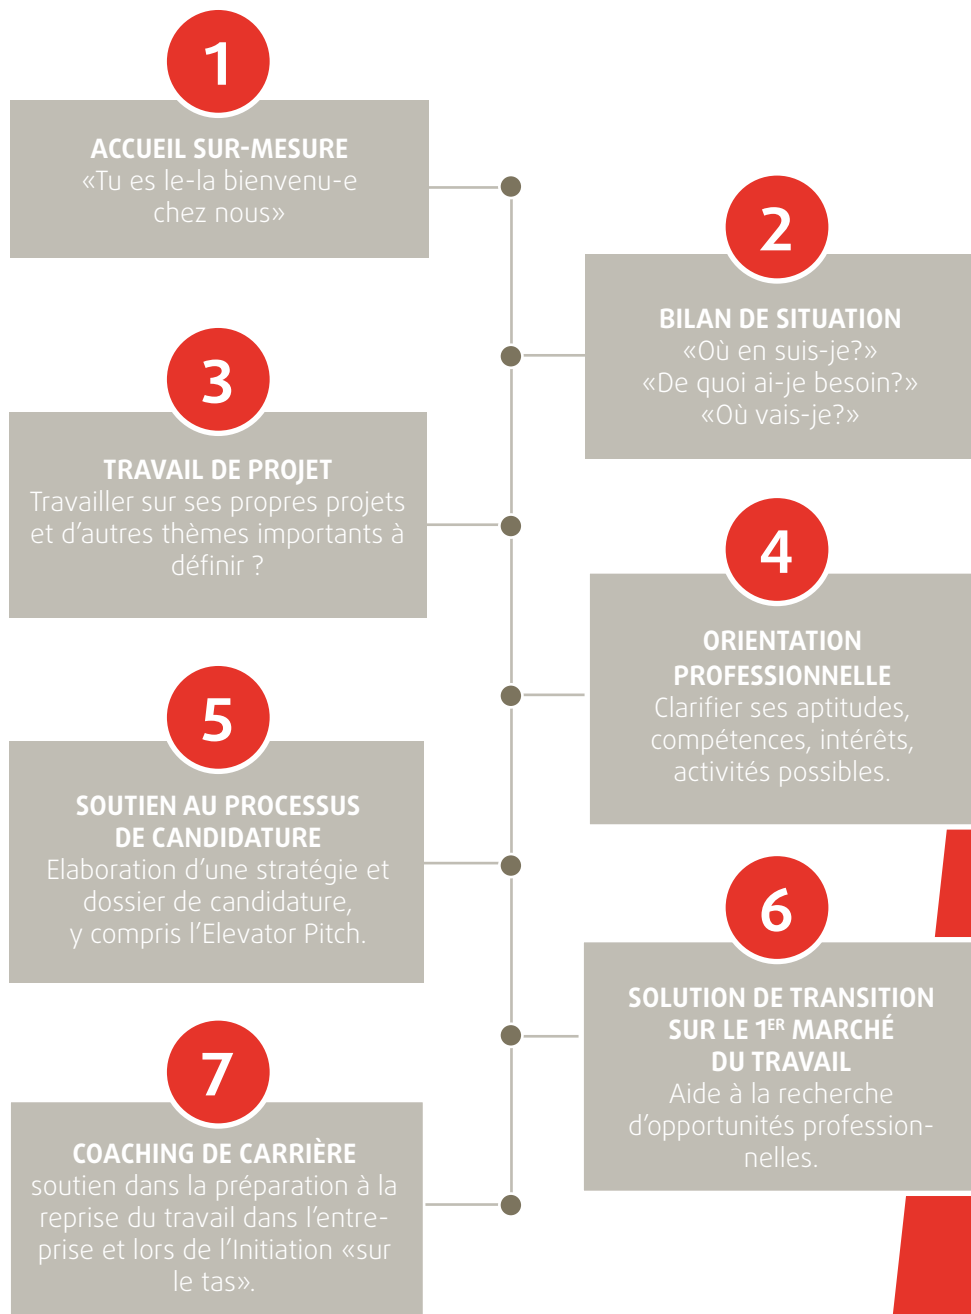 1
ACCUEIL SUR-MESURE
«Tu es le-la bienvenu-e
chez nous»
2
BILAN DE SITUATION
«Où en suis-je?»
«De quoi ai-je besoin?»
«Où vais-je?»
3
TRAVAIL DE PROJET
Travailler sur ses propres projets
et d’autres thèmes importants à
définir ?
4
ORIENTATION
PROFESSIONNELLE
Clarifier ses aptitudes,
compétences, intérêts,
activités possibles.
5
SOUTIEN AU PROCESSUS
DE CANDIDATURE
Elaboration d’une stratégie et
dossier de candidature,
y compris l’Elevator Pitch.
6
SOLUTION DE TRANSITION
SUR LE 1ER MARCHÉ
DU TRAVAIL
Aide à la recherche
d’opportunités profession-
nelles.
7
COACHING DE CARRIÈRE
soutien dans la préparation à la
reprise du travail dans l’entre-
prise et lors de l’Initiation «sur
le tas».